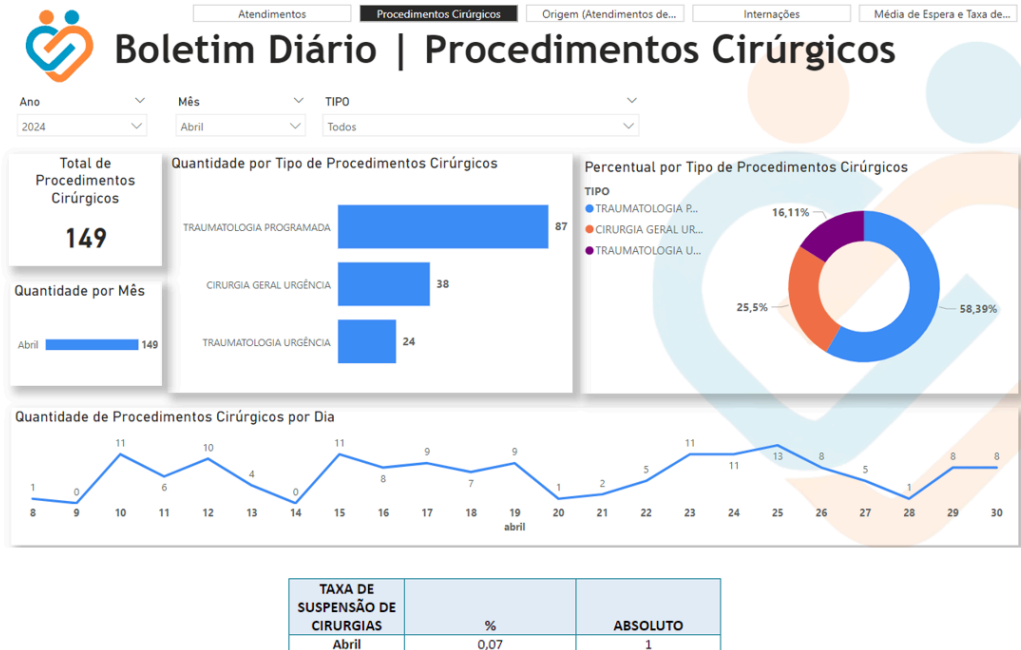 Atendimentos
Procedimentos Cirúrgicos
Origem (Atendimentos de...
Internações
Média de Espera e Taxa de...
Boletim Diário | Procedimentos Cirúrgicos
Ano
Mês
TIPO
2024
Abril
Todos
Total de
Procedimentos
Cirúrgicos
149
Quantidade por Mês
Abril
149
Quantidade por Tipo de Procedimentos Cirúrgicos
TRAUMATOLOGIA PROGRAMADA
87
CIRURGIA GERAL URGÊNCIA
38
TRAUMATOLOGIA URGÊNCIA
24
Percentual por Tipo de Procedimentos Cirúrgicos
TIPO
TRAUMATOLOGIA P...
CIRURGIA GERAL UR...
TRAUMATOLOGIA U...
16,11%
25,5%
58,39%
Quantidade de Procedimentos Cirúrgicos por Dia
1 0 11 6 10 4 0 11 8 9 7 9 1 2 5 11 11 13 8 5 1 8 8
8 9 10 11 12 13 14 15 16 17 18 19 20 21 22 23 24 25 26 27 28 29 30
abril
TAXA DE
SUSPENSÃO DE
CIRURGIAS % ABSOLUTO
Abril 0,07 1